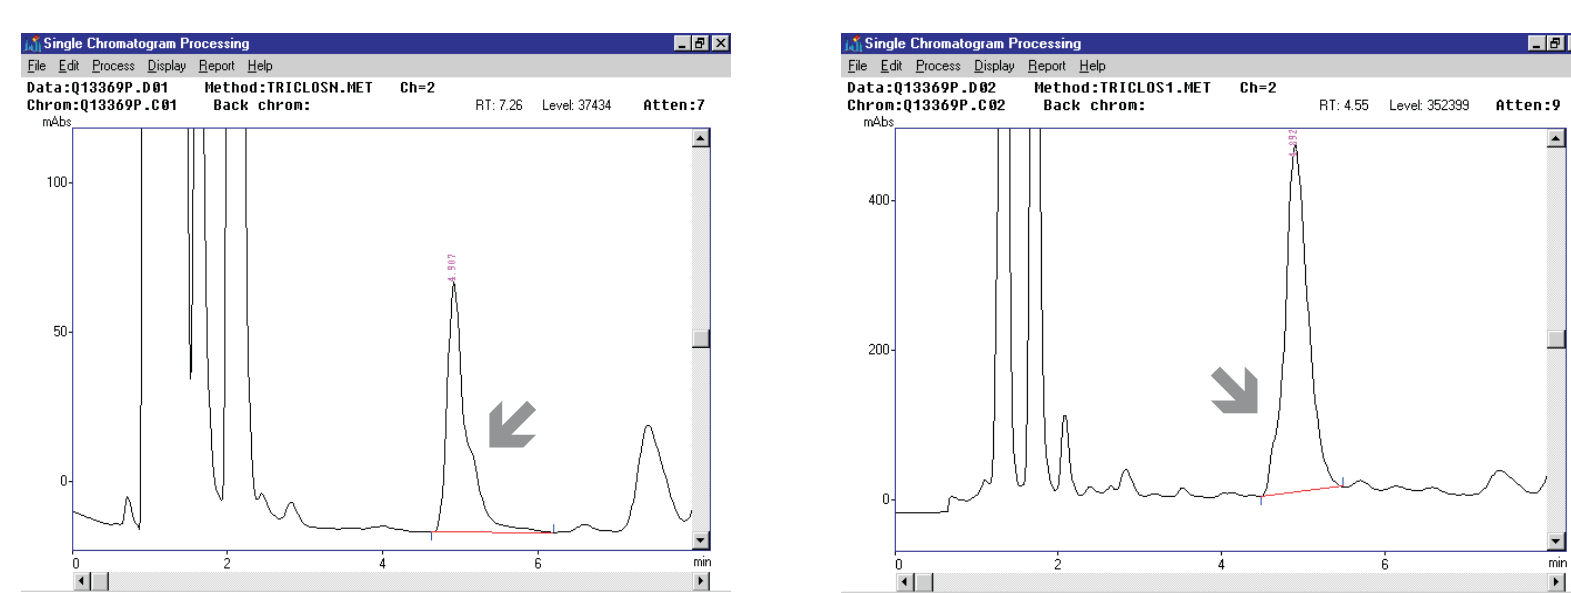 Single Chromatogram Processing
File Edit Process Display Report Help
Data:Q13369P.D01 Method:TRICLOSN.MET Ch=2
Chrom:Q13369P.C01 Back chrom: RT: 7.26 Level: 37434 Atten:7
mAbs
100
50
0
4.907
0 2 4 6 min
Single Chromatogram Processing
File Edit Process Display Report Help
Data:Q13369P.D02 Method:TRICLOS1.MET Ch=2
Chrom:Q13369P.C02 Back chrom: RT: 4.55 Level: 352399 Atten:9
mAbs
400
200
0
4.892
0 2 4 6 min